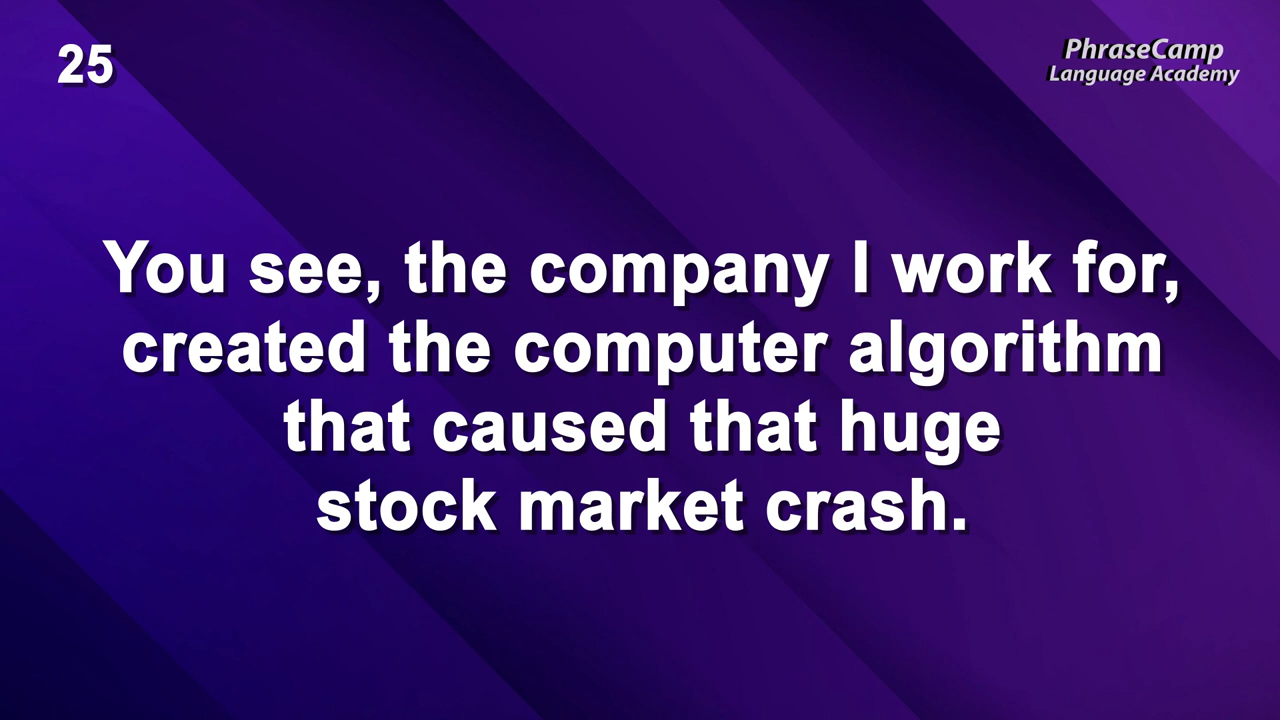 25
PhraseCamp
Language Academy
You see, the company I work for,
created the computer algorithm
that caused that huge
stock market crash.